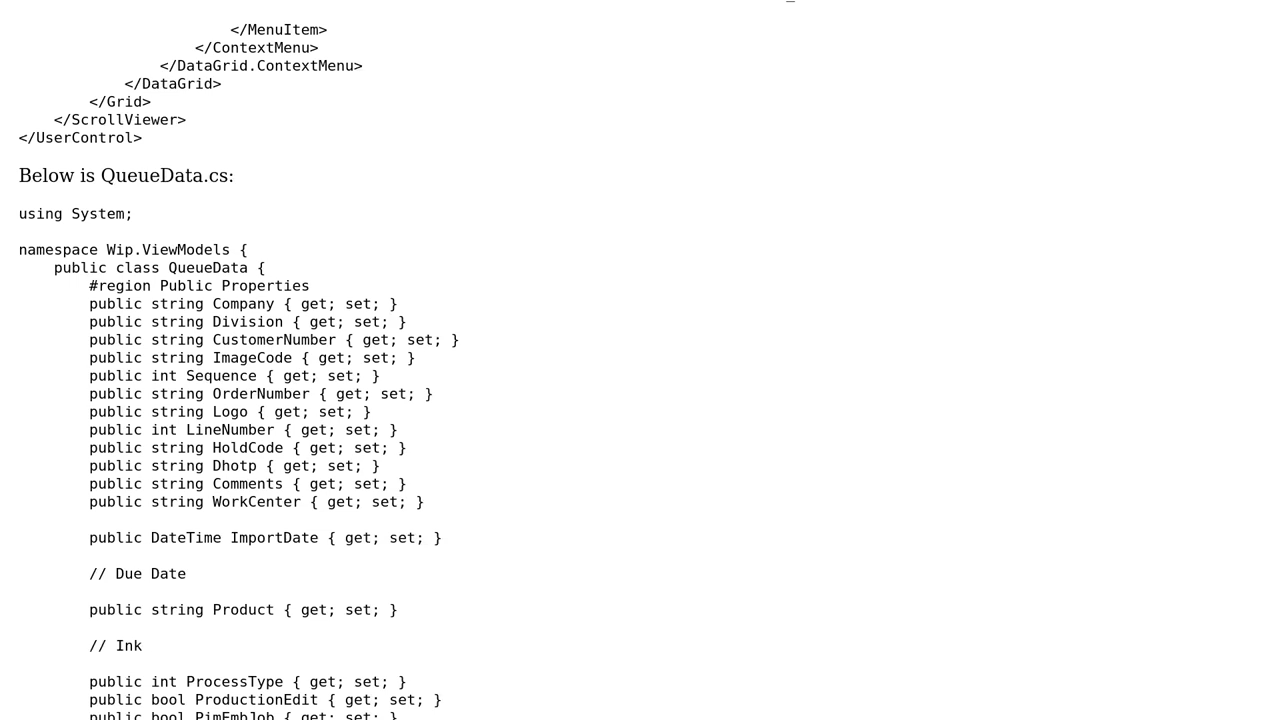 </MenuItem>
                    </ContextMenu>
                </DataGrid.ContextMenu>
            </DataGrid>
        </Grid>
    </ScrollViewer>
</UserControl>
Below is QueueData.cs:
using System;
namespace Wip.ViewModels {
    public class QueueData {
        #region Public Properties
        public string Company { get; set; }
        public string Division { get; set; }
        public string CustomerNumber { get; set; }
        public string ImageCode { get; set; }
        public int Sequence { get; set; }
        public string OrderNumber { get; set; }
        public string Logo { get; set; }
        public int LineNumber { get; set; }
        public string HoldCode { get; set; }
        public string Dhotp { get; set; }
        public string Comments { get; set; }
        public string WorkCenter { get; set; }
        public DateTime ImportDate { get; set; }
        // Due Date
        public string Product { get; set; }
        // Ink
        public int ProcessType { get; set; }
        public bool ProductionEdit { get; set; }
        public bool PimEmbJob { get; set; }